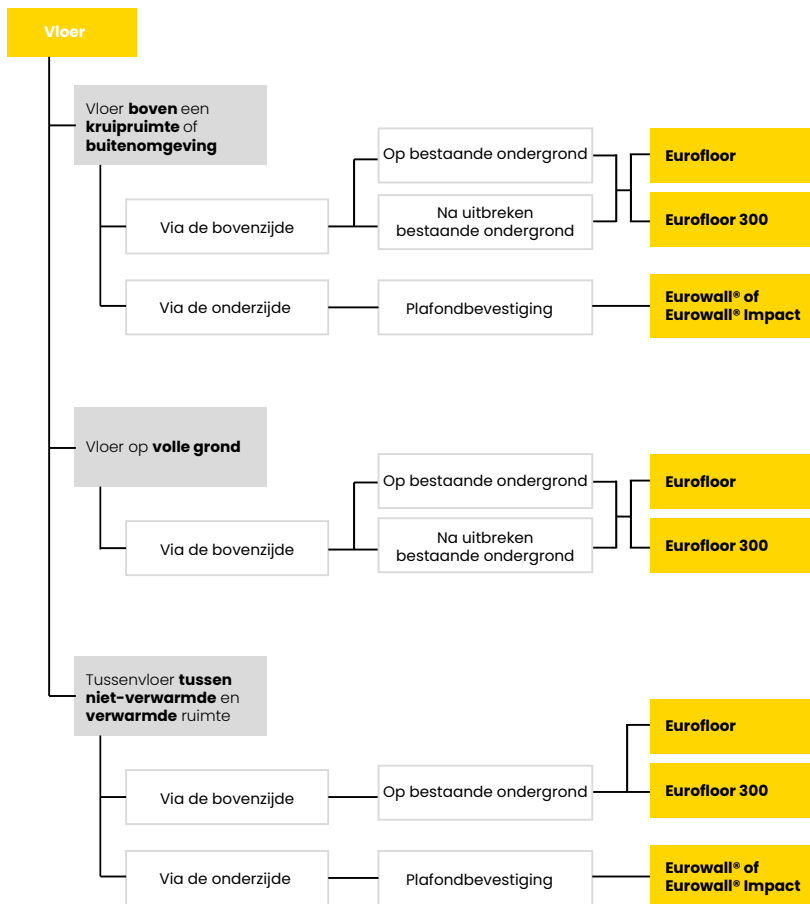 Vloer
Vloer boven een
kruipruimte of
buitenomgeving
Via de bovenzijde
Op bestaande ondergrond
Na uitbreken
bestaande ondergrond
Eurofloor
Eurofloor 300
Via de onderzijde
Plafondbevestiging
Eurowall® of
Eurowall® Impact
Vloer op volle grond
Via de bovenzijde
Op bestaande ondergrond
Na uitbreken
bestaande ondergrond
Eurofloor
Eurofloor 300
Tussenvloer tussen
niet-verwarmde en
verwarmde ruimte
Via de bovenzijde
Op bestaande ondergrond
Eurofloor
Eurofloor 300
Via de onderzijde
Plafondbevestiging
Eurowall® of
Eurowall® Impact